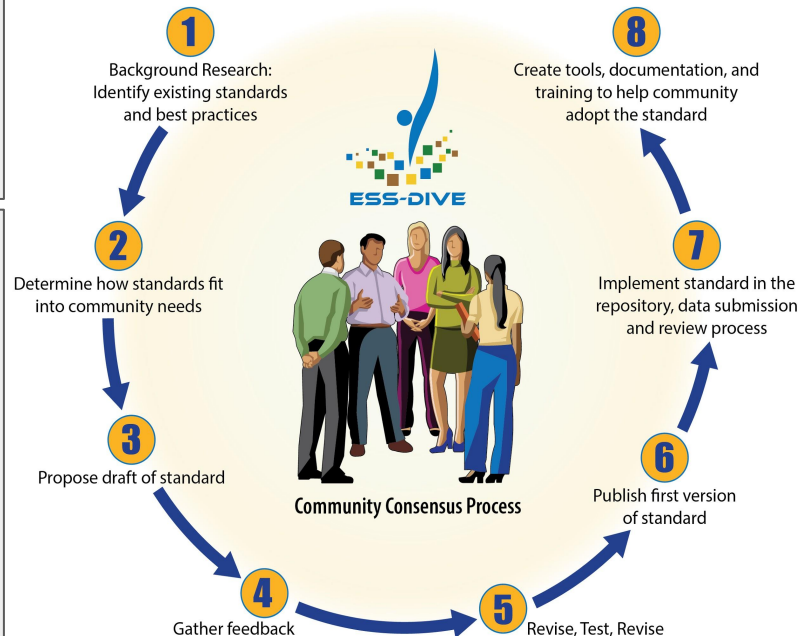 1
Background Research:
Identify existing standards
and best practices
2
Determine how standards fit
into community needs
3
Propose draft of standard
4
Gather feedback
5
Revise, Test, Revise
6
Publish first version
of standard
7
Implement standard in the
repository, data submission
and review process
8
Create tools, documentation, and
training to help community
adopt the standard
ESS-DIVE
Community Consensus Process